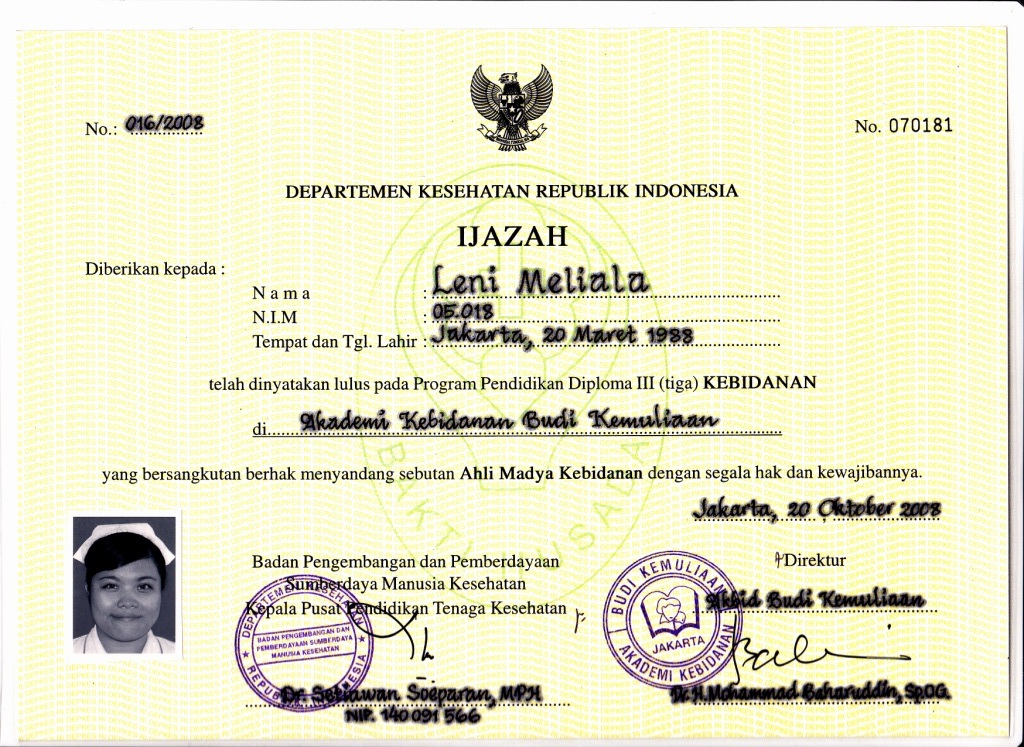 No.: 016/2008
No. 070181
DEPARTEMEN KESEHATAN REPUBLIK INDONESIA
IJAZAH
Diberikan kepada :
Nama : Leni Meliala
N.I.M : 05.018
Tempat dan Tgl. Lahir : Jakarta, 20 Maret 1988
telah dinyatakan lulus pada Program Pendidikan Diploma III (tiga) KEBIDANAN
di Akademi Kebidanan Budi Kemuliaan
yang bersangkutan berhak menyandang sebutan Ahli Madya Kebidanan dengan segala hak dan kewajibannya.
BAKTI HUSADA
Jakarta, 20 Oktober 2008
Badan Pengembangan dan Pemberdayaan
Sumberdaya Manusia Kesehatan
Kepala Pusat Pendidikan Tenaga Kesehatan
DEPARTEMEN KESEHATAN
BADAN PENGEMBANGAN DAN
PEMBERDAYAAN SUMBERDAYA
MANUSIA KESEHATAN
REPUBLIK INDONESIA
Dr. Setiawan Soeparan, MPH
NIP. 140 091 566
Direktur
Akbid Budi Kemuliaan
BUDI KEMULIAAN
JAKARTA
AKADEMI KEBIDANAN
Dr. H. Mohammad Baharuddin, SpOG.